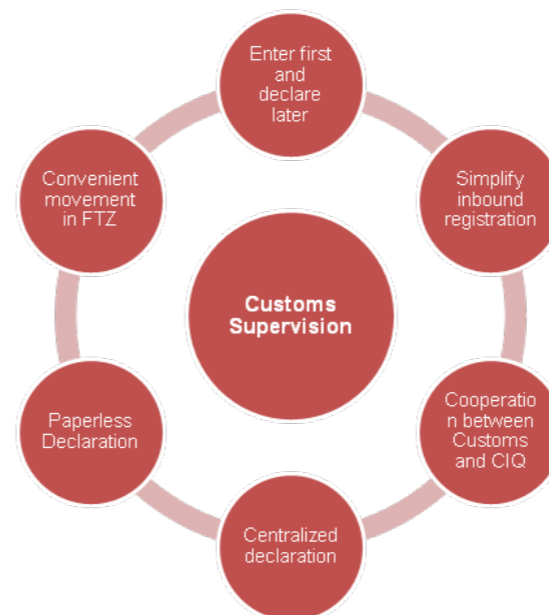 Enter first
and
declare
later
Simplify
inbound
registration
Cooperatio
n between
Customs
and CIQ
Centralized
declaration
Paperless
Declaration
Convenient
movement
in FTZ
Customs
Supervision